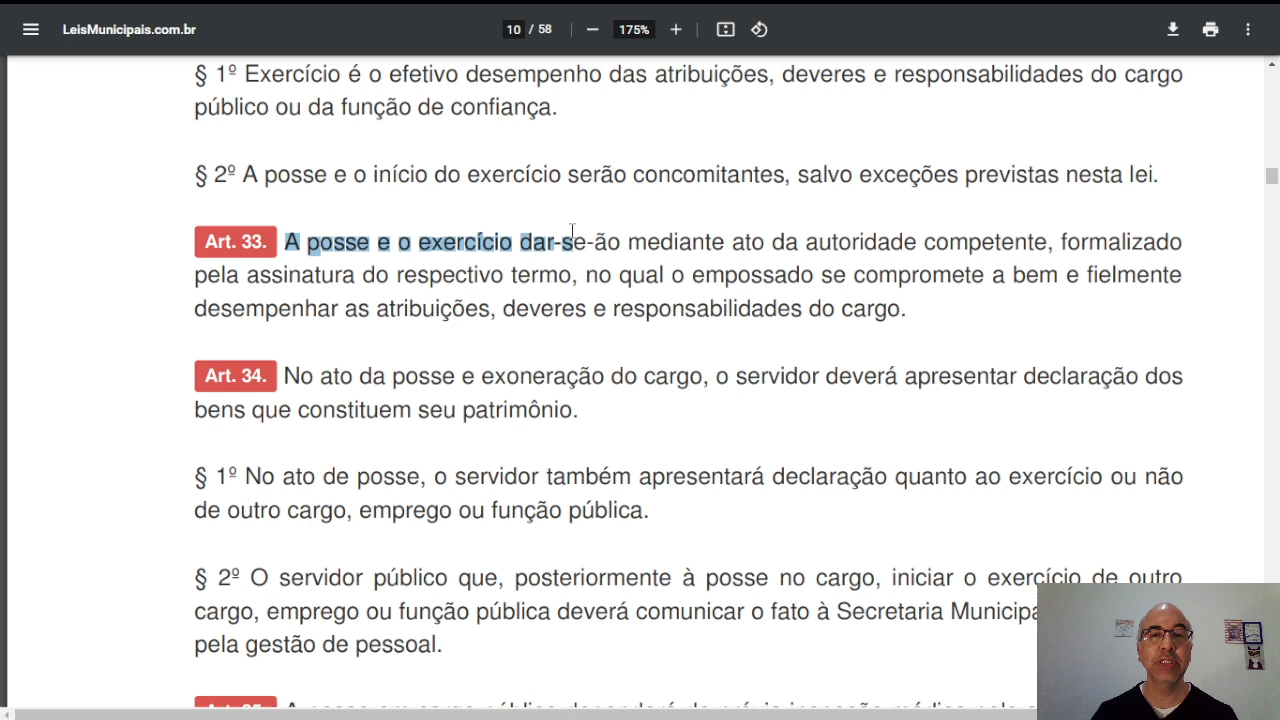 LeisMunicipais.com.br
10 / 58
175%
§ 1º Exercício é o efetivo desempenho das atribuições, deveres e responsabilidades do cargo
público ou da função de confiança.
§ 2º A posse e o início do exercício serão concomitantes, salvo exceções previstas nesta lei.
Art. 33. A posse e o exercício dar-se-ão mediante ato da autoridade competente, formalizado
pela assinatura do respectivo termo, no qual o empossado se compromete a bem e fielmente
desempenhar as atribuições, deveres e responsabilidades do cargo.
Art. 34. No ato da posse e exoneração do cargo, o servidor deverá apresentar declaração dos
bens que constituem seu patrimônio.
§ 1º No ato de posse, o servidor também apresentará declaração quanto ao exercício ou não
de outro cargo, emprego ou função pública.
§ 2º O servidor público que, posteriormente à posse no cargo, iniciar o exercício de outro
cargo, emprego ou função pública deverá comunicar o fato à Secretaria
pela gestão de pessoal.